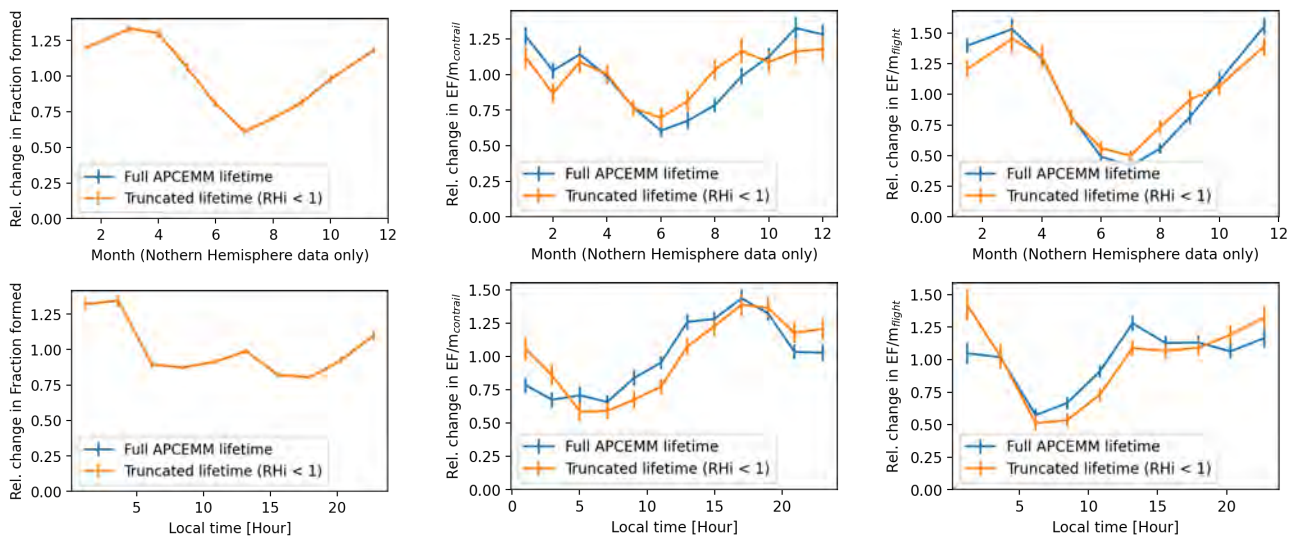 Rel. change in Fraction formed
1.25
1.00
0.75
0.50
0.25
0.00
Full APCEMM lifetime
Truncated lifetime (RHi < 1)
2 4 6 8 10 12
Month (Nothern Hemisphere data only)
Rel. change in EF/m_contrail
1.25
1.00
0.75
0.50
0.25
0.00
Full APCEMM lifetime
Truncated lifetime (RHi < 1)
2 4 6 8 10 12
Month (Nothern Hemisphere data only)
Rel. change in EF/m_flight
1.50
1.25
1.00
0.75
0.50
0.25
0.00
Full APCEMM lifetime
Truncated lifetime (RHi < 1)
2 4 6 8 10 12
Month (Nothern Hemisphere data only)
Rel. change in Fraction formed
1.25
1.00
0.75
0.50
0.25
0.00
Full APCEMM lifetime
Truncated lifetime (RHi < 1)
5 10 15 20
Local time [Hour]
Rel. change in EF/m_contrail
1.50
1.25
1.00
0.75
0.50
0.25
0.00
Full APCEMM lifetime
Truncated lifetime (RHi < 1)
0 5 10 15 20
Local time [Hour]
Rel. change in EF/m_flight
1.50
1.25
1.00
0.75
0.50
0.25
0.00
Full APCEMM lifetime
Truncated lifetime (RHi < 1)
5 10 15 20
Local time [Hour]